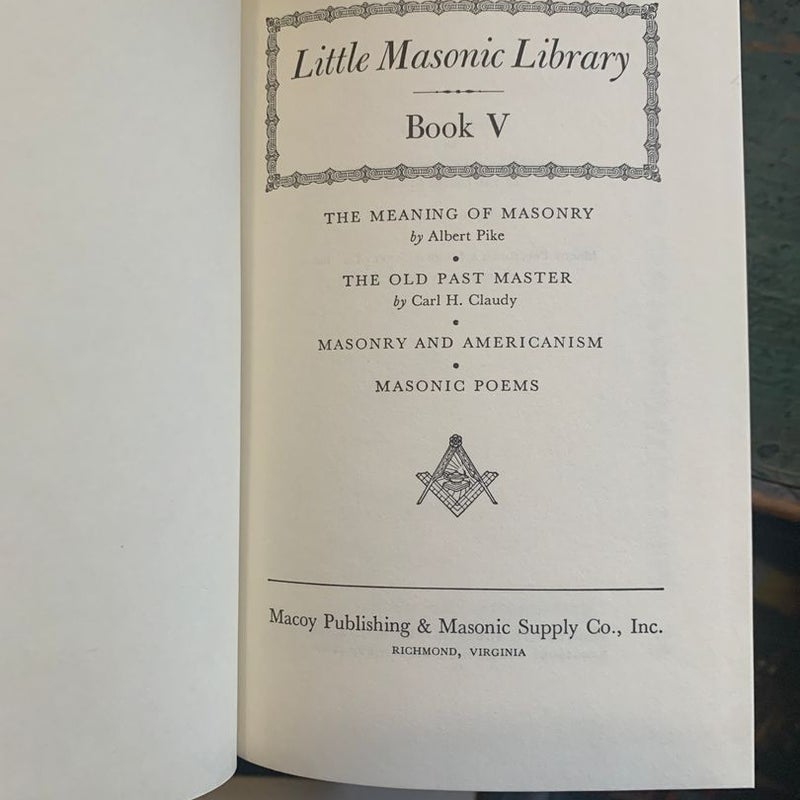 Little Masonic Library
Book V
THE MEANING OF MASONRY
by Albert Pike
THE OLD PAST MASTER
by Carl H. Claudy
MASONRY AND AMERICANISM
MASONIC POEMS
Macoy Publishing & Masonic Supply Co., Inc.
RICHMOND, VIRGINIA